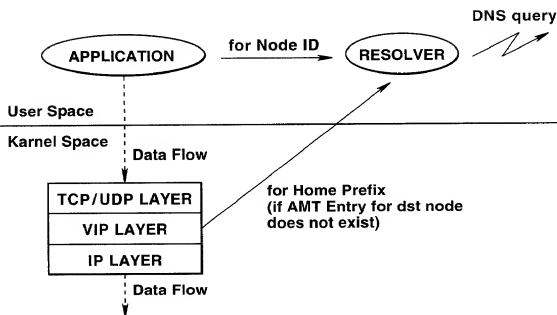 DNS query
APPLICATION
for Node ID
RESOLVER
User Space
Karnel Space
Data Flow
TCP/UDP LAYER
VIP LAYER
IP LAYER
for Home Prefix
(if AMT Entry for dst node
does not exist)
Data Flow